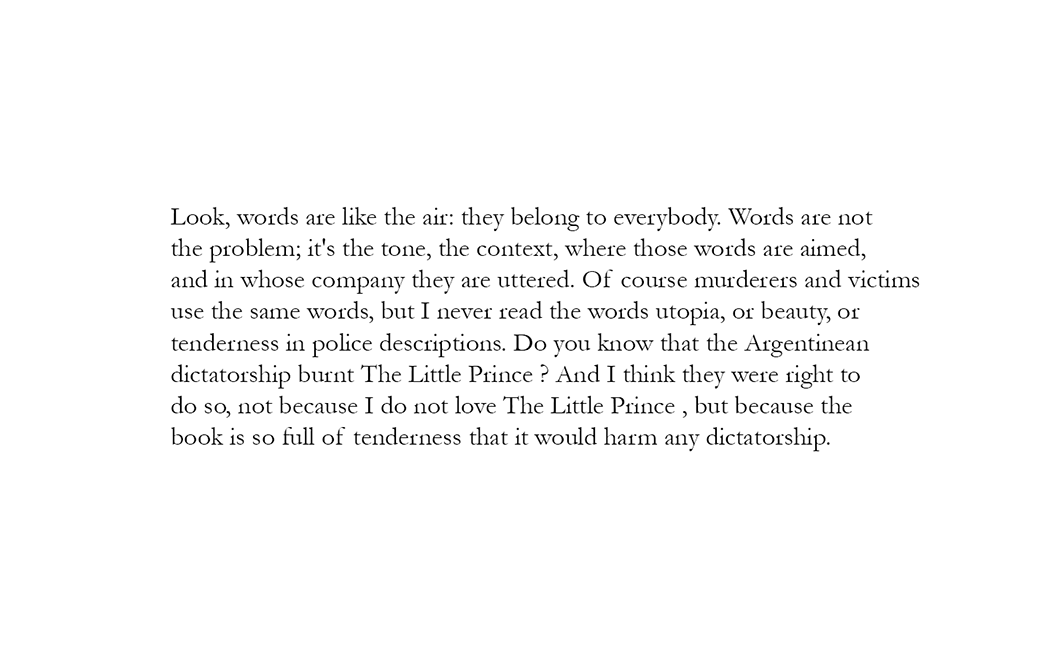 Look, words are like the air: they belong to everybody. Words are not
the problem; it's the tone, the context, where those words are aimed,
and in whose company they are uttered. Of course murderers and victims
use the same words, but I never read the words utopia, or beauty, or
tenderness in police descriptions. Do you know that the Argentinean
dictatorship burnt The Little Prince ? And I think they were right to
do so, not because I do not love The Little Prince , but because the
book is so full of tenderness that it would harm any dictatorship.